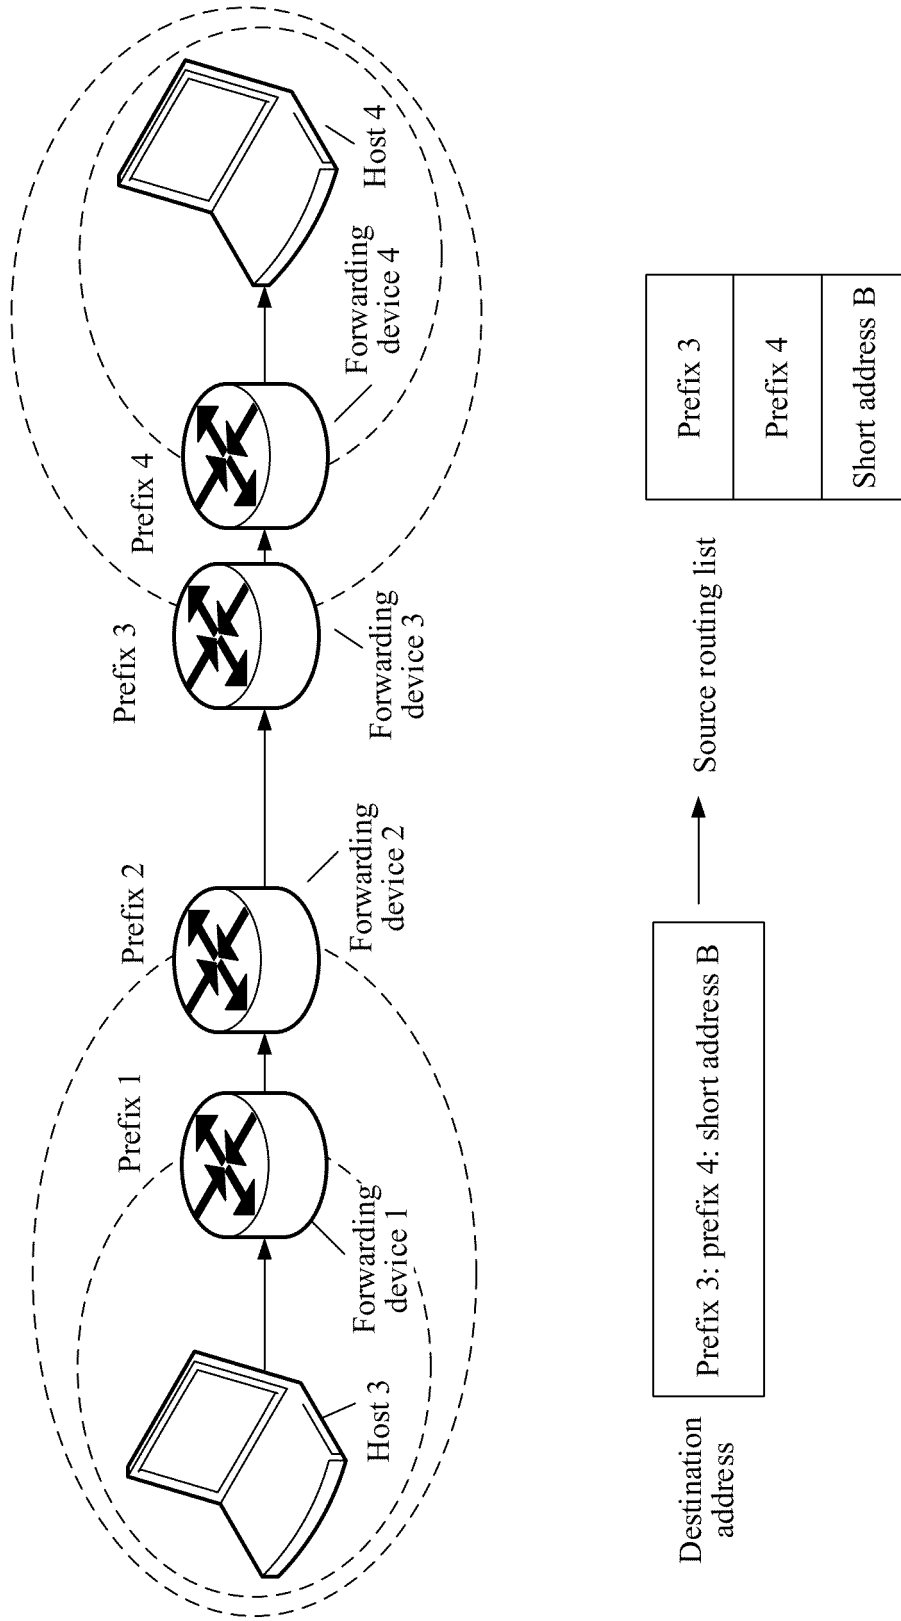 Prefix 1
Prefix 2
Prefix 3
Prefix 4
Host 3
Forwarding
device 1
Forwarding
device 2
Forwarding
device 3
Forwarding
device 4
Host 4
Destination
address
Prefix 3: prefix 4: short address B
Source routing list
Prefix 3
Prefix 4
Short address B